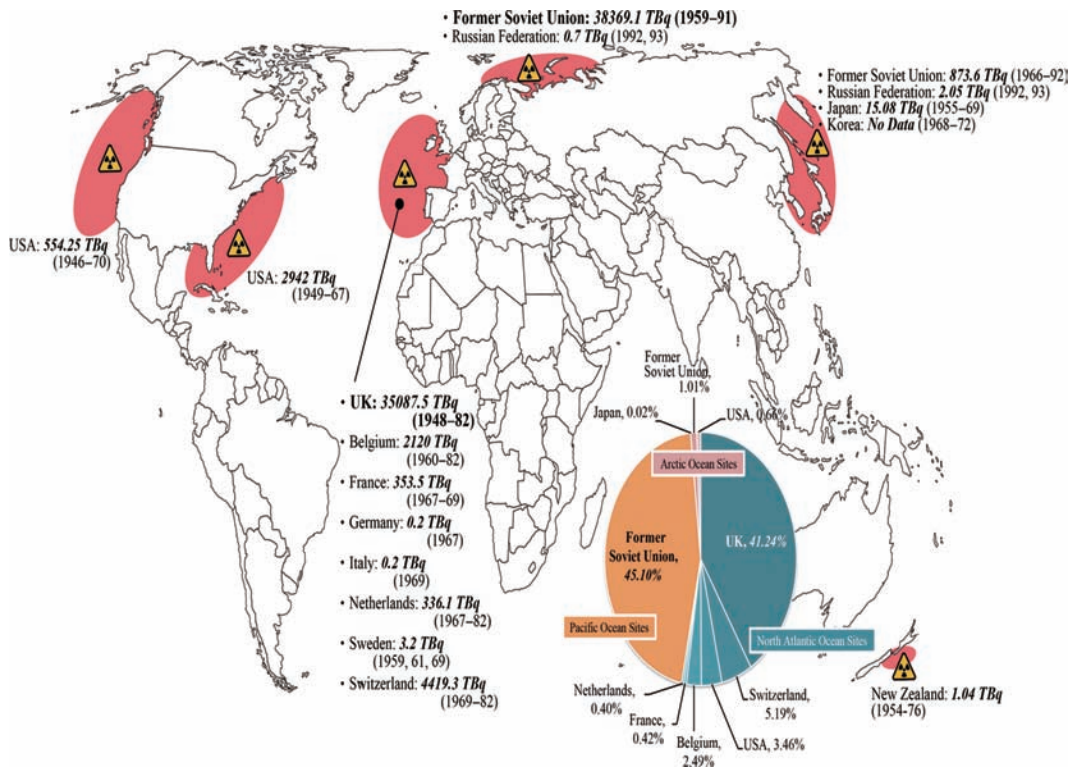 • Former Soviet Union: 38369.1 TBq (1959–91)
• Russian Federation: 0.7 TBq (1992, 93)
• Former Soviet Union: 873.6 TBq (1966–92)
• Russian Federation: 2.05 TBq (1992, 93)
• Japan: 15.08 TBq (1955–69)
• Korea: No Data (1968–72)
USA: 554.25 TBq
(1946–70)
USA: 2942 TBq
(1949–67)
• UK: 35087.5 TBq
(1948–82)
• Belgium: 2120 TBq
(1960–82)
• France: 353.5 TBq
(1967–69)
• Germany: 0.2 TBq
(1967)
• Italy: 0.2 TBq
(1969)
• Netherlands: 336.1 TBq
(1967–82)
• Sweden: 3.2 TBq
(1959, 61, 69)
• Switzerland: 4419.3 TBq
(1969–82)
Former
Soviet Union,
1.01%
Japan, 0.02%
USA, 0.66%
Arctic Ocean Sites
UK, 41.24%
Former
Soviet Union,
45.10%
Pacific Ocean Sites
North Atlantic Ocean Sites
Netherlands,
0.40%
France,
0.42%
Belgium,
2.49%
USA, 3.46%
Switzerland,
5.19%
New Zealand: 1.04 TBq
(1954-76)